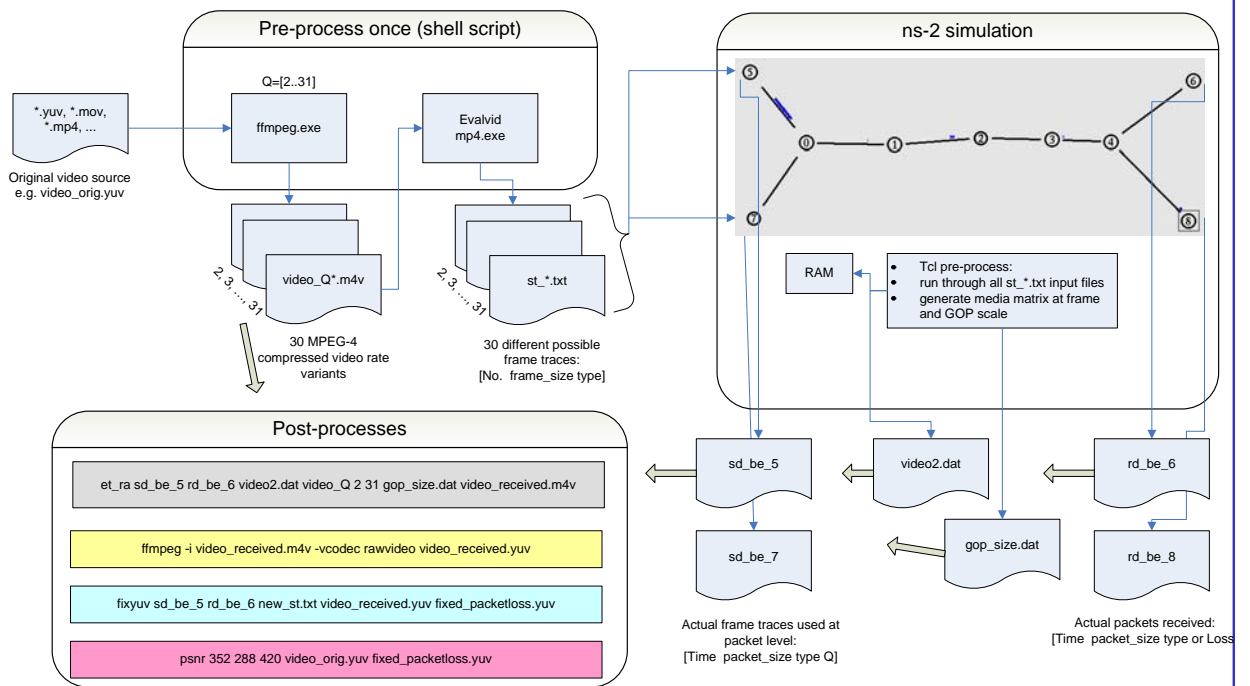 Pre-process once (shell script)
Q=[2..31]
*.yuv, *.mov,
*.mp4, ...
ffmpeg.exe
Evalvid
mp4.exe
Original video source
e.g. video_orig.yuv
video_Q*.m4v
2, 3, ..., 31
st_*.txt
2, 3, ..., 31
30 MPEG-4
compressed video rate
variants
30 different possible
frame traces:
[No. frame_size type]
ns-2 simulation
5
6
0
1
2
3
4
7
8
RAM
• Tcl pre-process:
• run through all st_*.txt input files
• generate media matrix at frame
and GOP scale
Post-processes
et_ra sd_be_5 rd_be_6 video2.dat video_Q 2 31 gop_size.dat video_received.m4v
ffmpeg -i video_received.m4v -vcodec rawvideo video_received.yuv
fixyuv sd_be_5 rd_be_6 new_st.txt video_received.yuv fixed_packetloss.yuv
psnr 352 288 420 video_orig.yuv fixed_packetloss.yuv
sd_be_5
video2.dat
rd_be_6
sd_be_7
gop_size.dat
rd_be_8
Actual frame traces used at
packet level:
[Time packet_size type Q]
Actual packets received:
[Time packet_size type or Loss